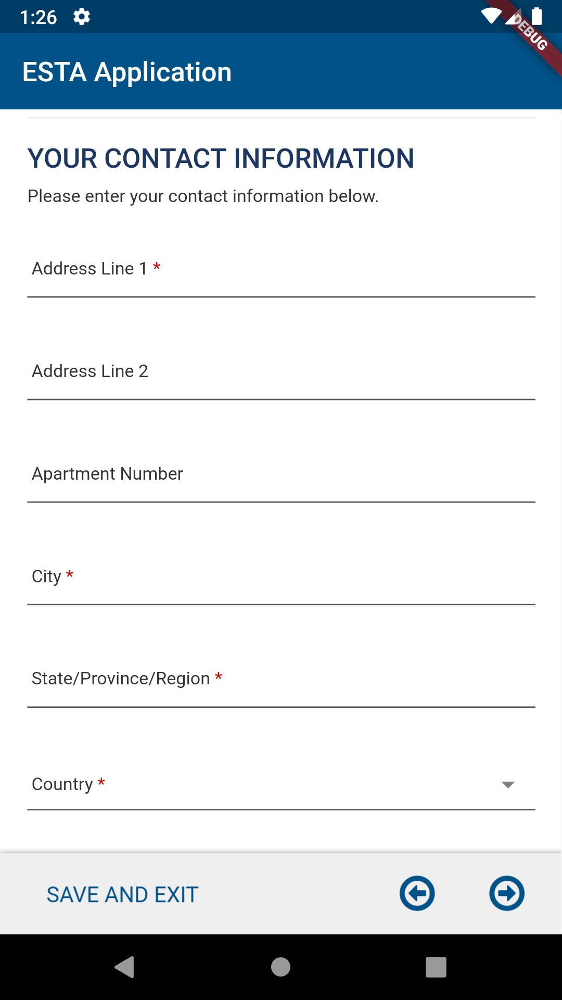 1:26
DEBUG
ESTA Application
YOUR CONTACT INFORMATION
Please enter your contact information below.
Address Line 1 *
Address Line 2
Apartment Number
City *
State/Province/Region *
Country *
SAVE AND EXIT